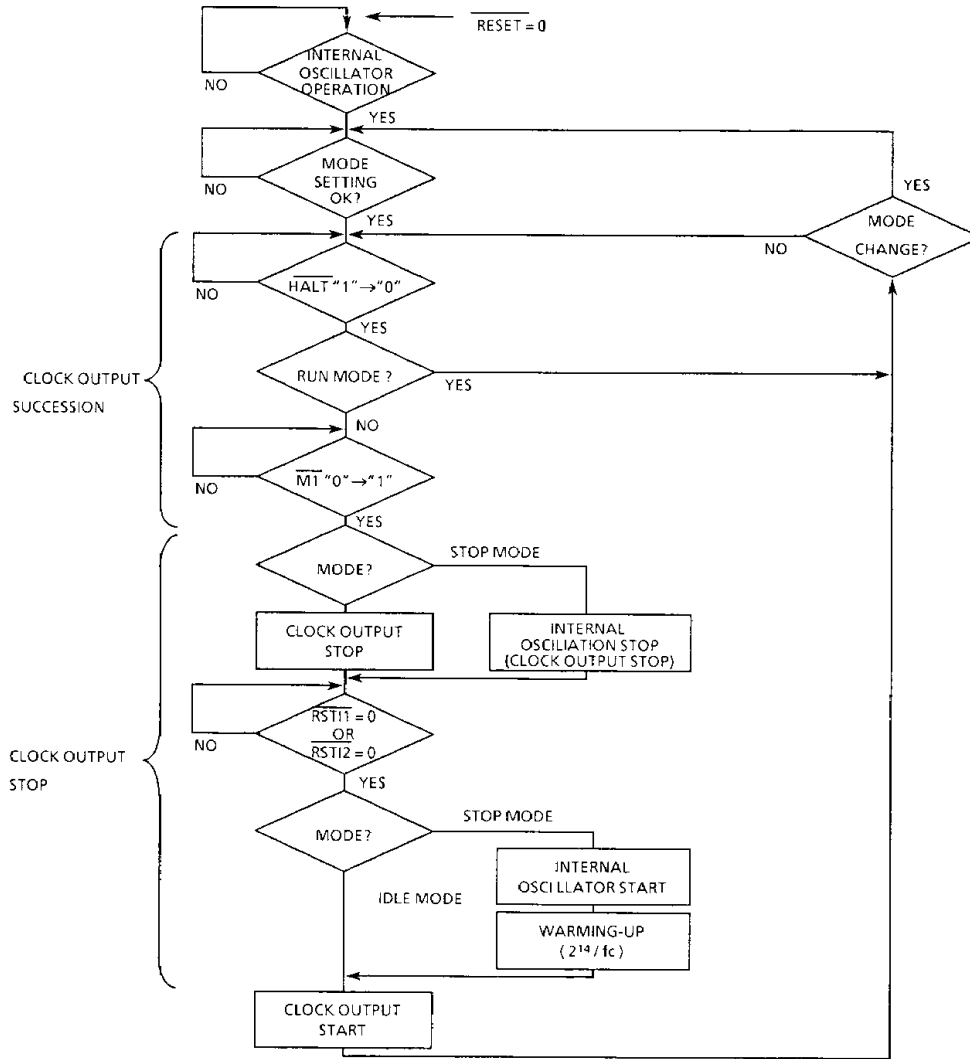 RESET = 0
INTERNAL
OSCILLATOR
OPERATION
NO
YES
MODE
SETTING
OK?
NO
YES
YES
MODE
CHANGE?
NO
HALT "1"→"0"
NO
YES
RUN MODE ?
YES
CLOCK OUTPUT
SUCCESSION
NO
M1 "0"→"1"
NO
YES
MODE?
STOP MODE
CLOCK OUTPUT
STOP
INTERNAL
OSCILIATION STOP
(CLOCK OUTPUT STOP)
RSTI1 = 0
OR
RSTI2 = 0
NO
YES
CLOCK OUTPUT
STOP
MODE?
STOP MODE
INTERNAL
OSCILLATOR START
IDLE MODE
WARMING-UP
( 2¹⁴ / fc )
CLOCK OUTPUT
START